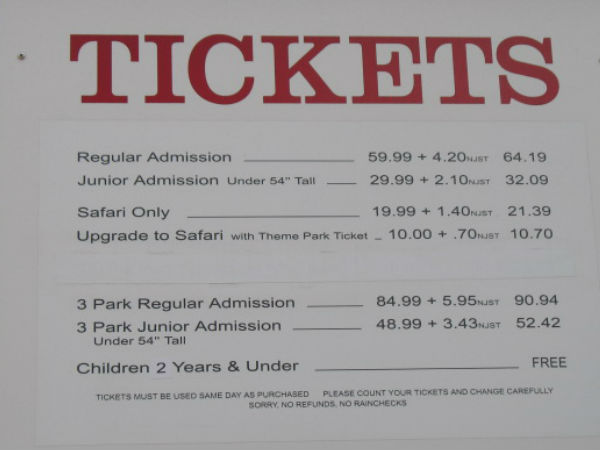 TICKETS
Regular Admission 59.99 + 4.20NJST 64.19
Junior Admission Under 54" Tall 29.99 + 2.10NJST 32.09
Safari Only 19.99 + 1.40NJST 21.39
Upgrade to Safari with Theme Park Ticket 10.00 + .70NJST 10.70
3 Park Regular Admission 84.99 + 5.95NJST 90.94
3 Park Junior Admission 48.99 + 3.43NJST 52.42
Under 54" Tall
Children 2 Years & Under FREE
TICKETS MUST BE USED SAME DAY AS PURCHASED PLEASE COUNT YOUR TICKETS AND CHANGE CAREFULLY
SORRY, NO REFUNDS, NO RAINCHECKS